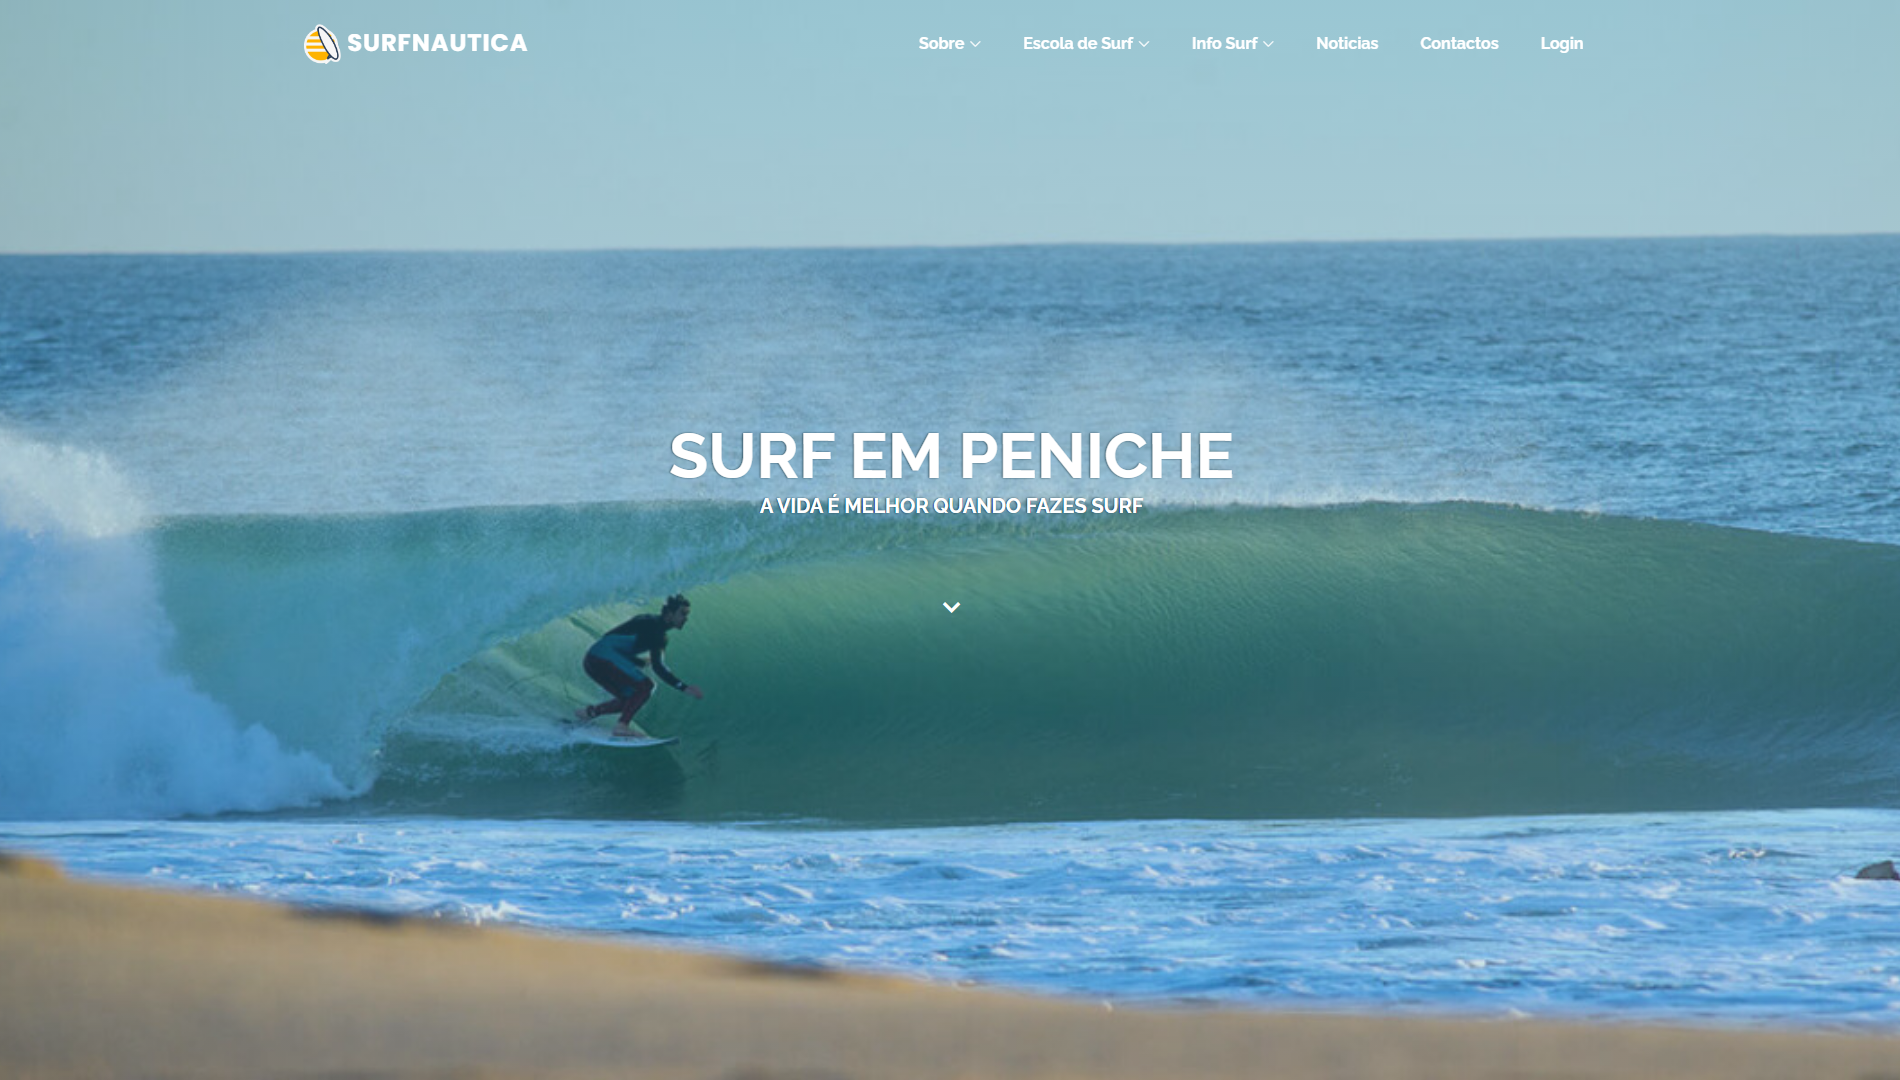 SURFNAUTICA
Sobre Escola de Surf Info Surf Noticias Contactos Login
SURF EM PENICHE
A VIDA É MELHOR QUANDO FAZES SURF